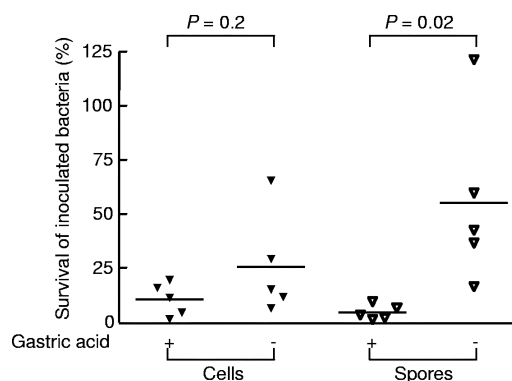 P = 0.2 P = 0.02
Survival of inoculated bacteria (%)
125
100
75
50
25
0
Gastric acid + - + -
Cells Spores